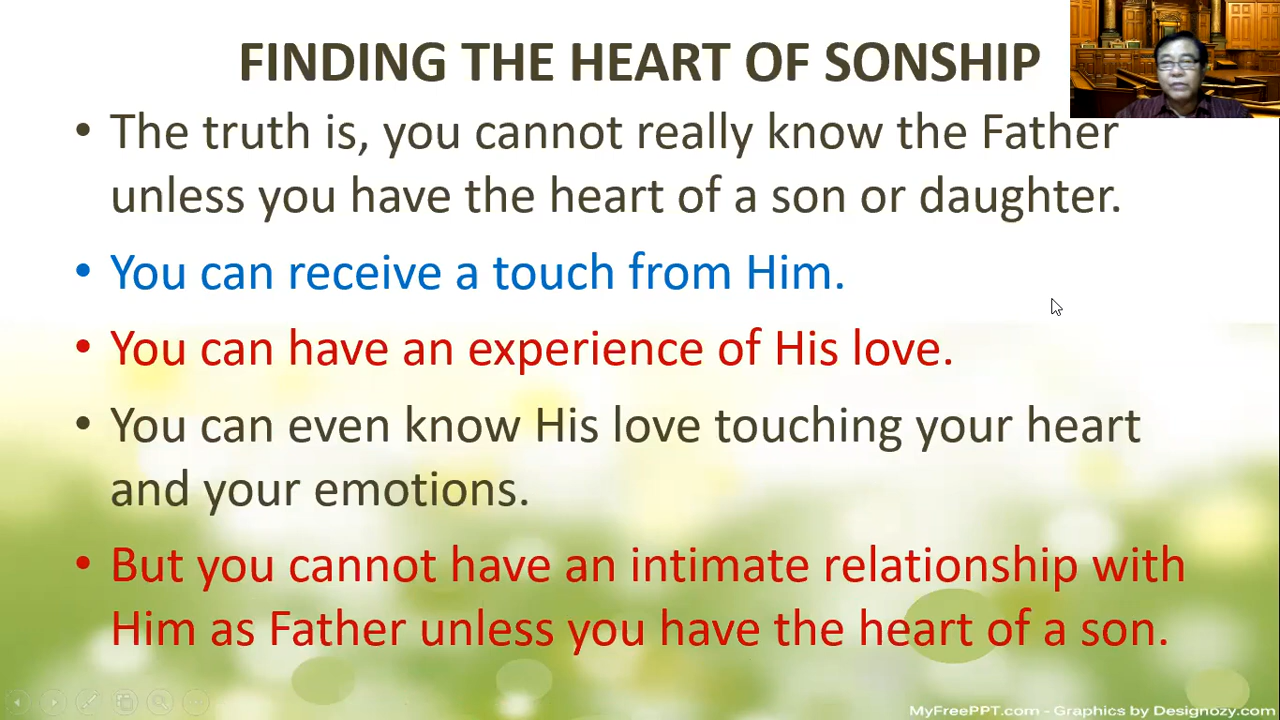 FINDING THE HEART OF SONSHIP
• The truth is, you cannot really know the Father
unless you have the heart of a son or daughter.
• You can receive a touch from Him.
• You can have an experience of His love.
• You can even know His love touching your heart
and your emotions.
• But you cannot have an intimate relationship with
Him as Father unless you have the heart of a son.
MyFreePPT.com - Graphics by Designozy.com